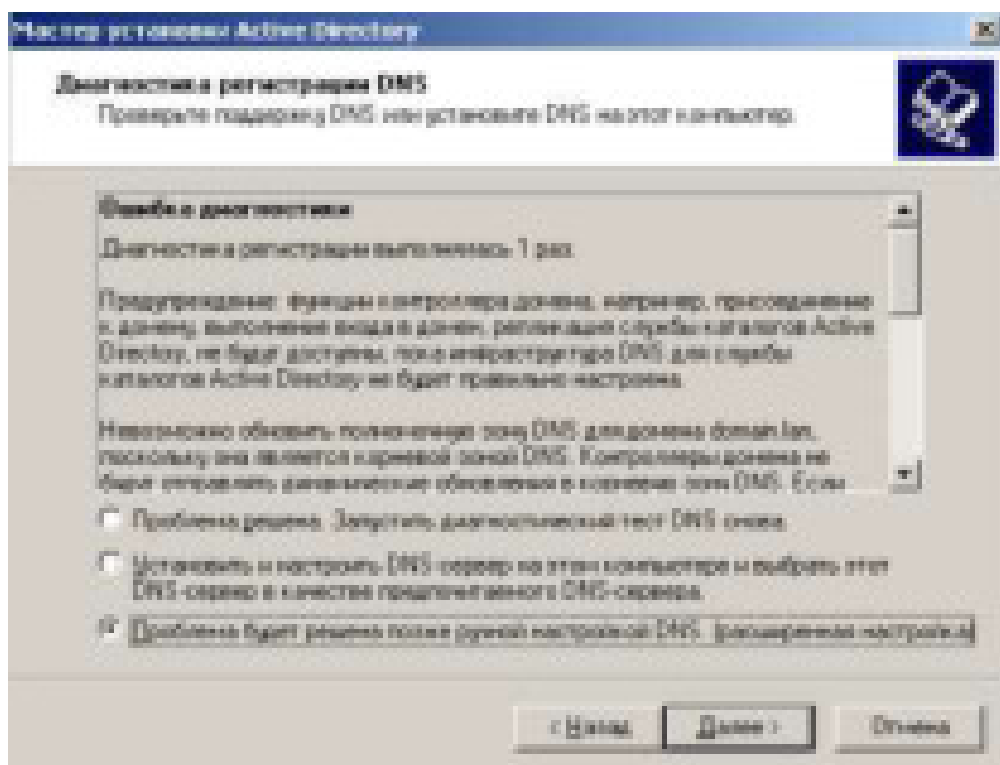 Мастер установки Active Directory
Диагностика регистрации DNS
Проверьте поддержку DNS или установите DNS на этот компьютер.
Ошибка диагностики
Диагностика регистрации выполнялась 1 раз.
Предупреждение: функции контроллера домена, например, присоединение
к домену, выполнение входа в домен, репликация службы каталогов Active
Directory, не будут доступны, пока инфраструктура DNS для службы
каталогов Active Directory не будет правильно настроена.
Невозможно обновить полномочную зону DNS для домена domain.lan,
поскольку она является корневой зоной DNS. Контроллеры домена не
будут отправлять динамические обновления в корневую зону DNS. Если
Проблема решена. Запустить диагностический тест DNS снова.
Установить и настроить DNS-сервер на этом компьютере и выбрать этот
DNS-сервер в качестве предпочитаемого DNS-сервера.
Проблема будет решена позже ручной настройкой DNS. (расширенная настройка)
< Назад
Далее >
Отмена